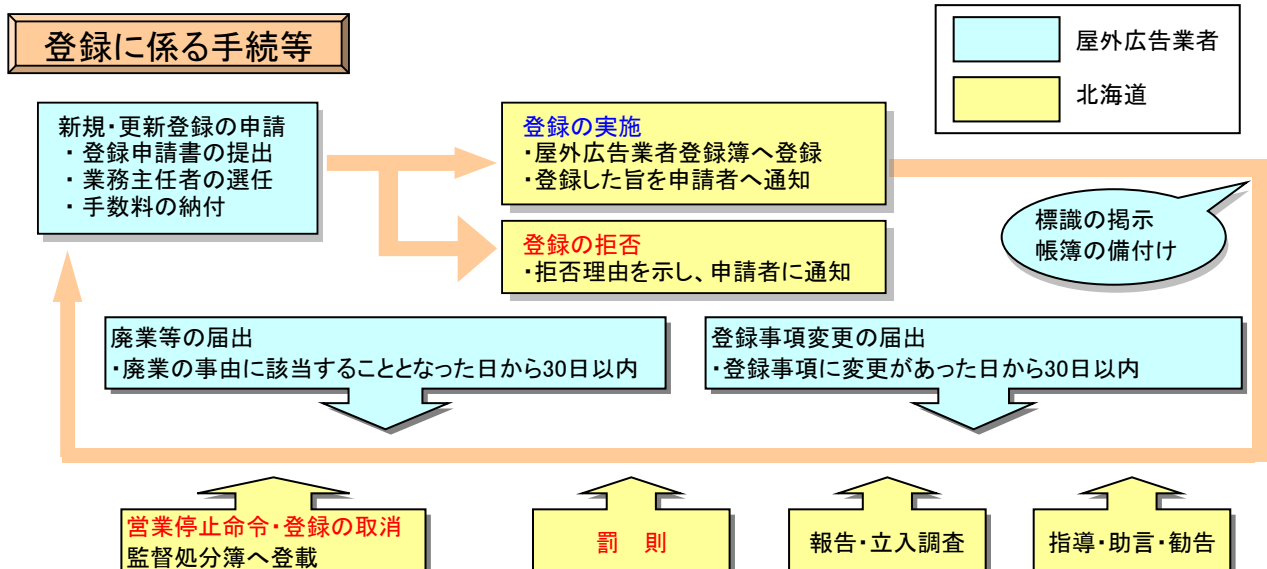 登録に係る手続等
屋外広告業者
北海道
新規・更新登録の申請
・登録申請書の提出
・業務主任者の選任
・手数料の納付
登録の実施
・屋外広告業者登録簿へ登録
・登録した旨を申請者へ通知
登録の拒否
・拒否理由を示し、申請者に通知
標識の掲示
帳簿の備付け
廃業等の届出
・廃業の事由に該当することとなった日から30日以内
登録事項変更の届出
・登録事項に変更があった日から30日以内
営業停止命令・登録の取消
監督処分簿へ登載
罰 則
報告・立入調査
指導・助言・勧告